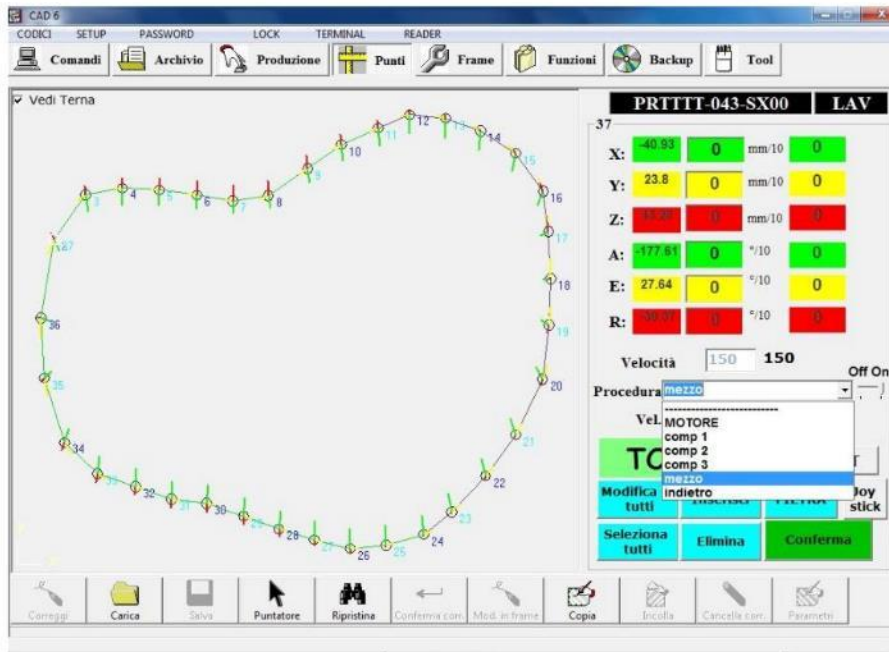 CAD 6
CODICI SETUP PASSWORD LOCK TERMINAL READER
Comandi Archivio Produzione Punti Frame Funzioni Backup Tool
Vedi Terna
PRTTTT-043-SX00 LAV
37
X: -40.93 0 mm/10 0
Y: 23.8 0 mm/10 0
Z: 0 mm/10 0
A: -177.61 0 °/10 0
E: 27.64 0 °/10 0
R: 0 °/10 0
Velocità 150 150
Off On
Procedura mezzo
Vel.
---------------------------
MOTORE
comp 1
comp 2
comp 3
mezzo
indietro
TO T
Modifica tutti Inserisci Joy stick
Seleziona tutti Elimina Conferma
3 4 5 6 7 8 9 10 11 12 13 14 15 16 17 18 19 20 21 22 23 24 25 26 27 28 29 30 31 32 33 34 35 36 37
Correggi Carica Salva Puntatore Ripristina Conferma corr. Mod. in frame Copia Incolla Cancella corr. Parametri